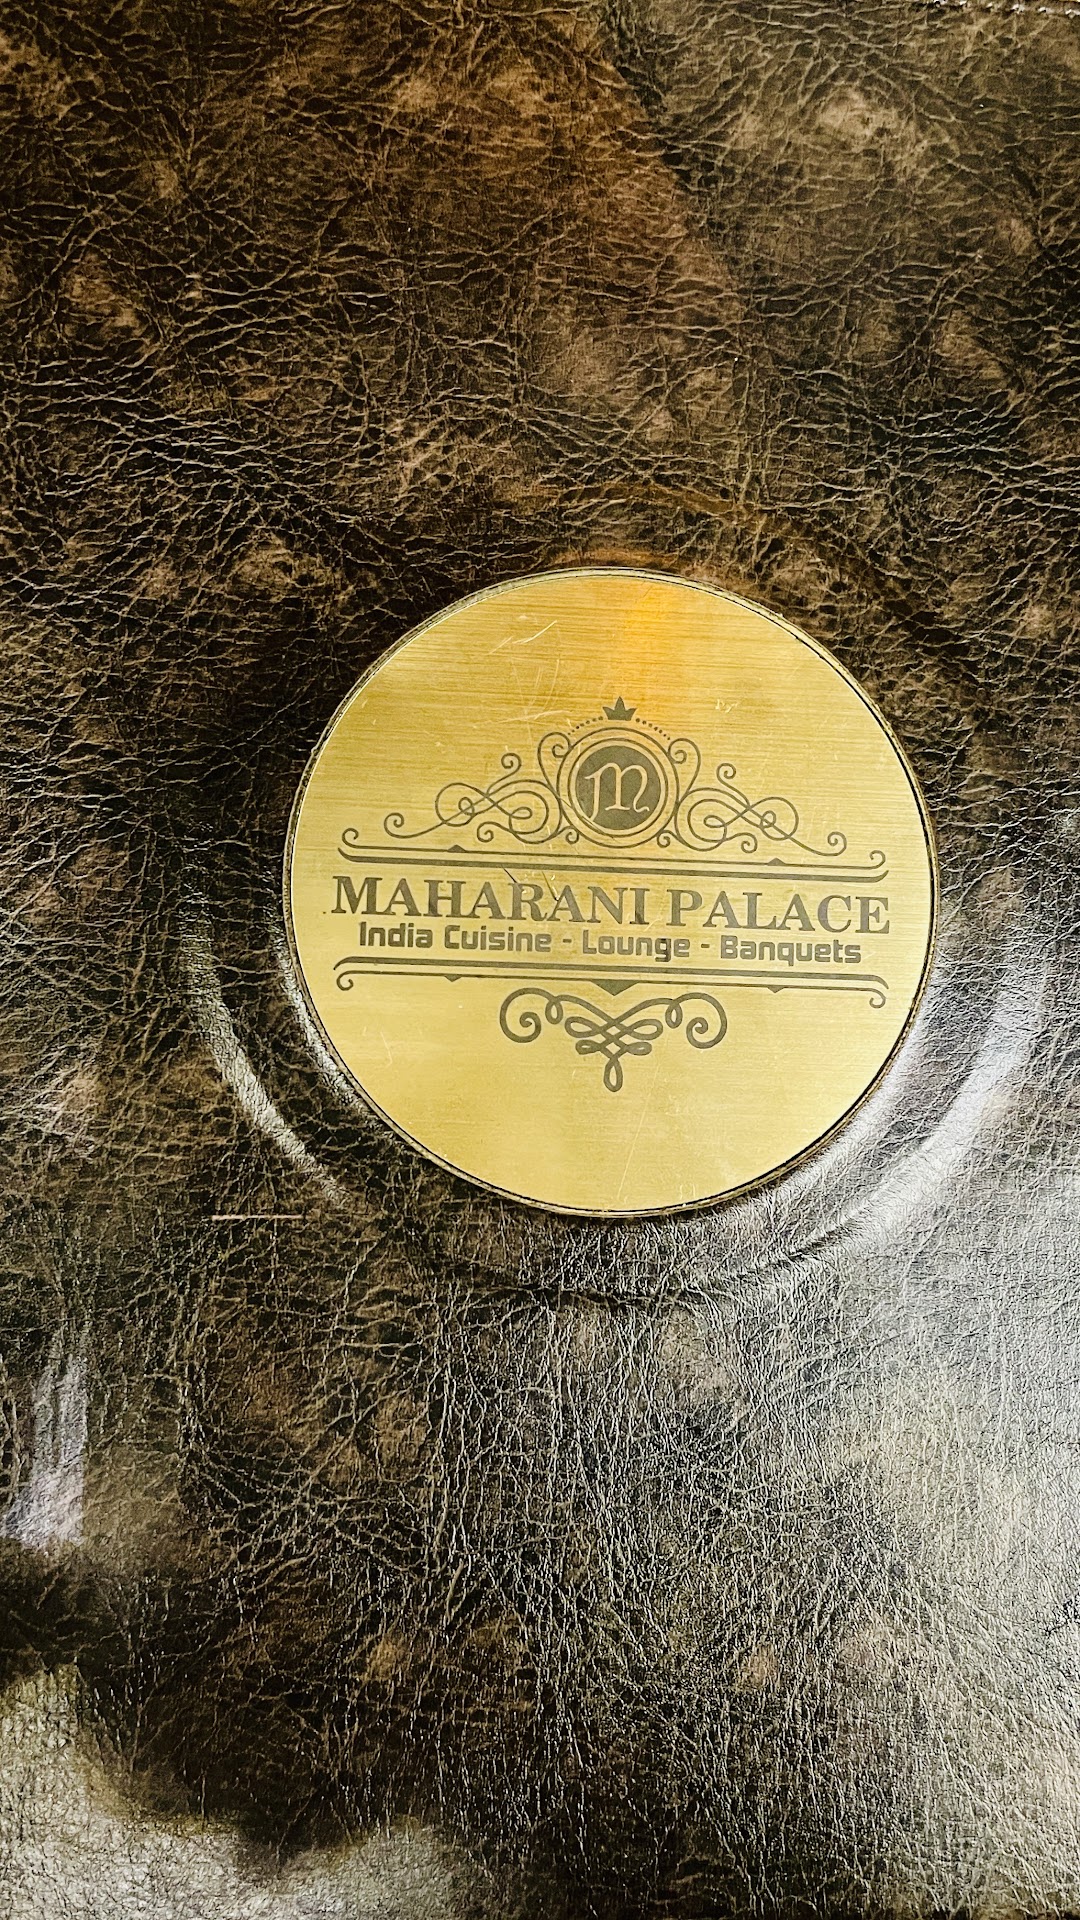 M
MAHARANI PALACE
India Cuisine - Lounge - Banquets